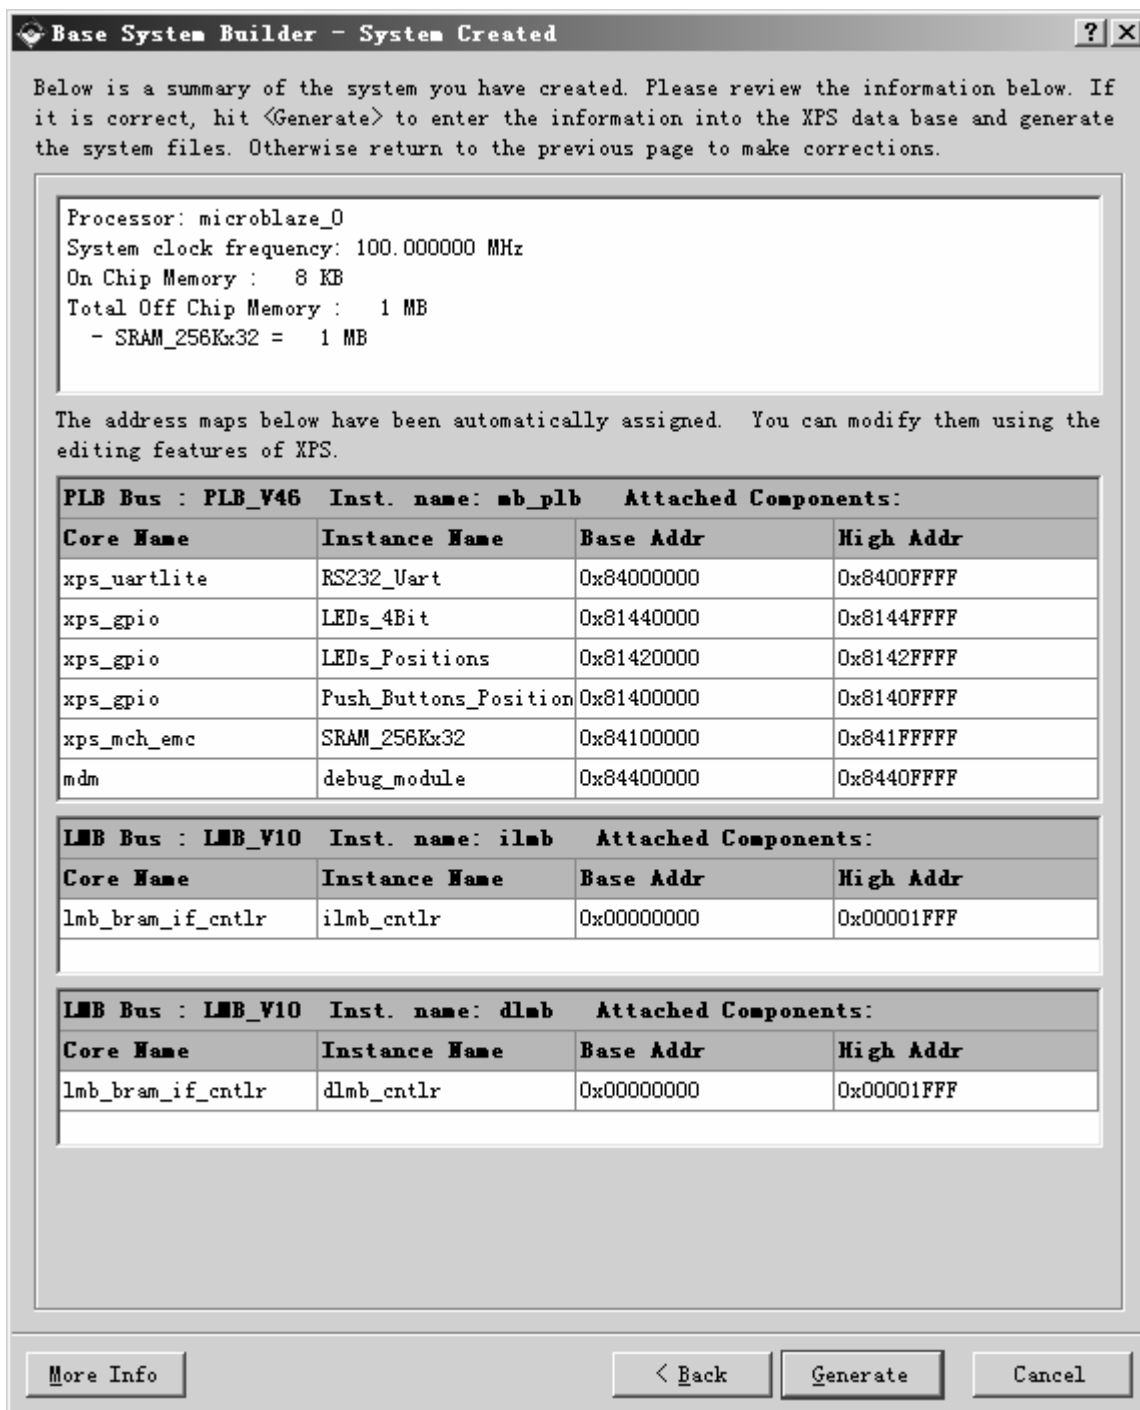 Base System Builder - System Created
Below is a summary of the system you have created. Please review the information below. If
it is correct, hit <Generate> to enter the information into the XPS data base and generate
the system files. Otherwise return to the previous page to make corrections.
Processor: microblaze_0
System clock frequency: 100.000000 MHz
On Chip Memory : 8 KB
Total Off Chip Memory : 1 MB
- SRAM_256Kx32 = 1 MB
The address maps below have been automatically assigned. You can modify them using the
editing features of XPS.
PLB Bus : PLB_V46 Inst. name: mb_plb Attached Components:
Core Name Instance Name Base Addr High Addr
xps_uartlite RS232_Uart 0x84000000 0x8400FFFF
xps_gpio LEDs_4Bit 0x81440000 0x8144FFFF
xps_gpio LEDs_Positions 0x81420000 0x8142FFFF
xps_gpio Push_Buttons_Position 0x81400000 0x8140FFFF
xps_mch_emc SRAM_256Kx32 0x84100000 0x841FFFFF
mdm debug_module 0x84400000 0x8440FFFF
LMB Bus : LMB_V10 Inst. name: ilmb Attached Components:
Core Name Instance Name Base Addr High Addr
lmb_bram_if_cntlr ilmb_cntlr 0x00000000 0x00001FFF
LMB Bus : LMB_V10 Inst. name: dlmb Attached Components:
Core Name Instance Name Base Addr High Addr
lmb_bram_if_cntlr dlmb_cntlr 0x00000000 0x00001FFF
More Info < Back Generate Cancel